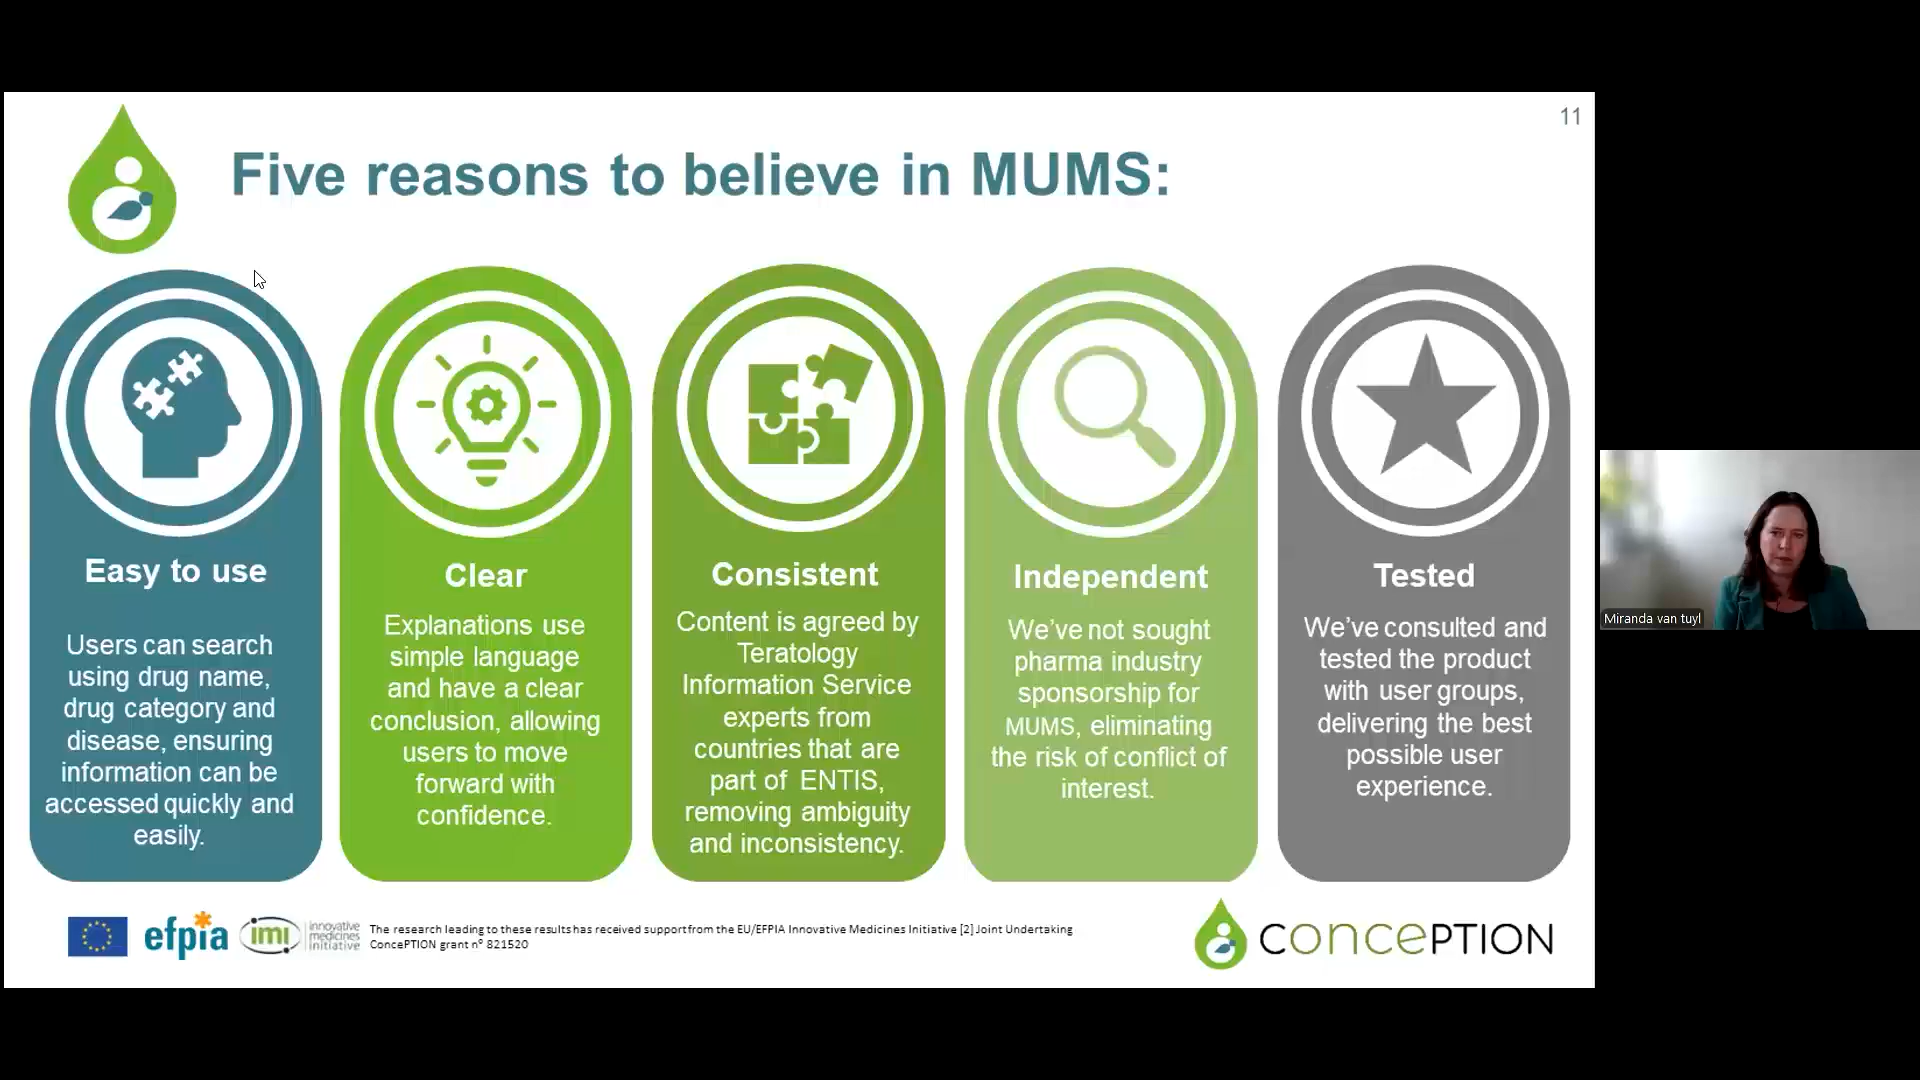 11
Five reasons to believe in MUMS:
Easy to use
Users can search
using drug name,
drug category and
disease, ensuring
information can be
accessed quickly and
easily.
Clear
Explanations use
simple language
and have a clear
conclusion, allowing
users to move
forward with
confidence.
Consistent
Content is agreed by
Teratology
Information Service
experts from
countries that are
part of ENTIS,
removing ambiguity
and inconsistency.
Independent
We've not sought
pharma industry
sponsorship for
MUMS, eliminating
the risk of conflict of
interest.
Tested
We've consulted and
tested the product
with user groups,
delivering the best
possible user
experience.
Miranda van tuyl
efpia
imi
innovative
medicines
initiative
The research leading to these results has received support from the EU/EFPIA Innovative Medicines Initiative [2] Joint Undertaking
ConcePTION grant nº 821520
CONCEPTION